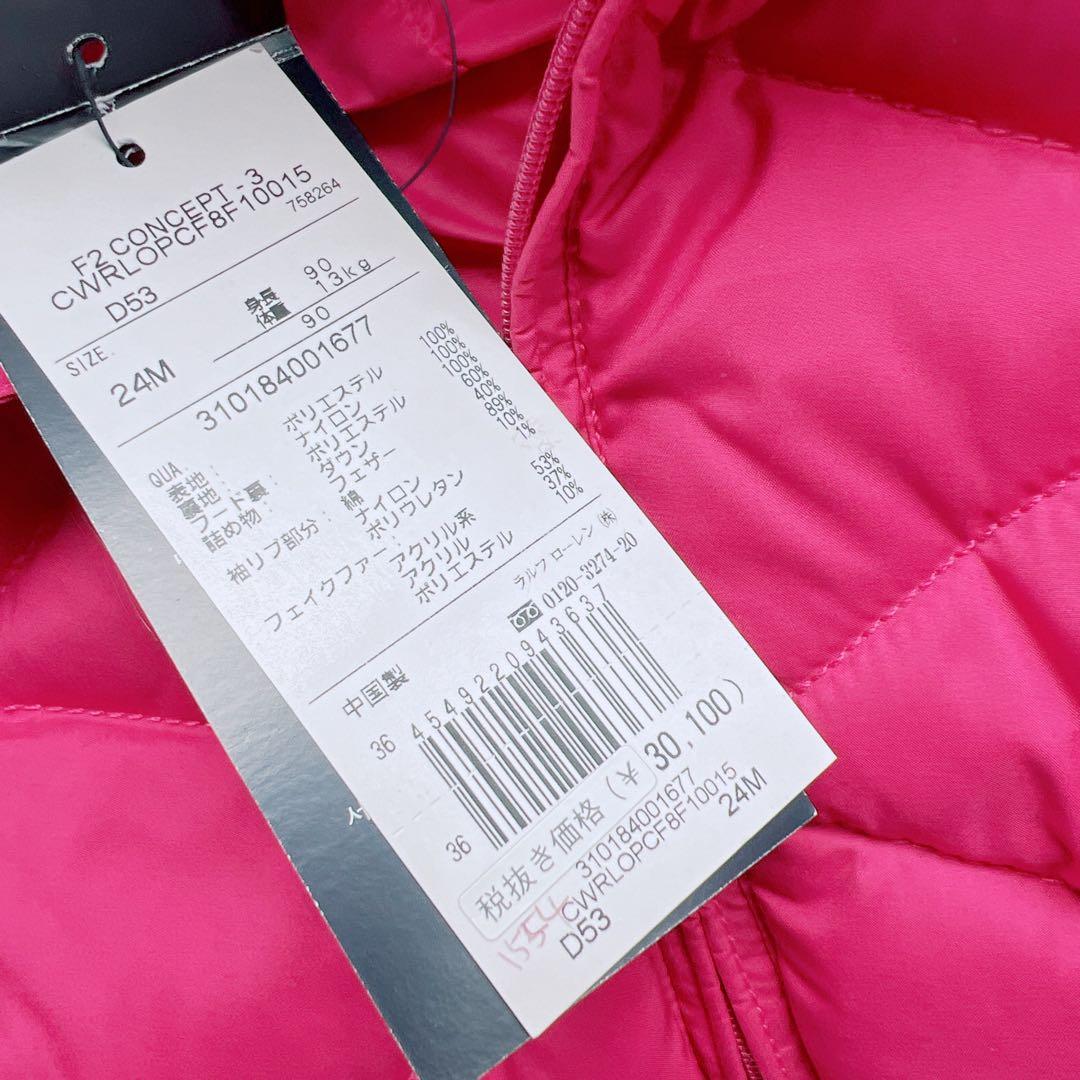 F2 CONCEPT - 3
CWRLOPCF8F10015
D53
758264
SIZE:
身長 90
体重 13kg
24M
90
310184001677
QUA.
表地: ポリエステル 100%
裏地: ナイロン 100%
フード裏: ポリエステル 100%
詰め物: ダウン 60%
フェザー 40%
袖リブ部分: 綿 89%
ナイロン 10%
ポリウレタン 1%
フェイクファー: アクリル系 53%
アクリル 37%
ポリエステル 10%
ラルフ ローレン ㈱
0120-3274-20
中国製
36
4549220943637
36
税抜き価格(¥ 30,100)
310184001677
CWRLOPCF8F10015
D53
24M